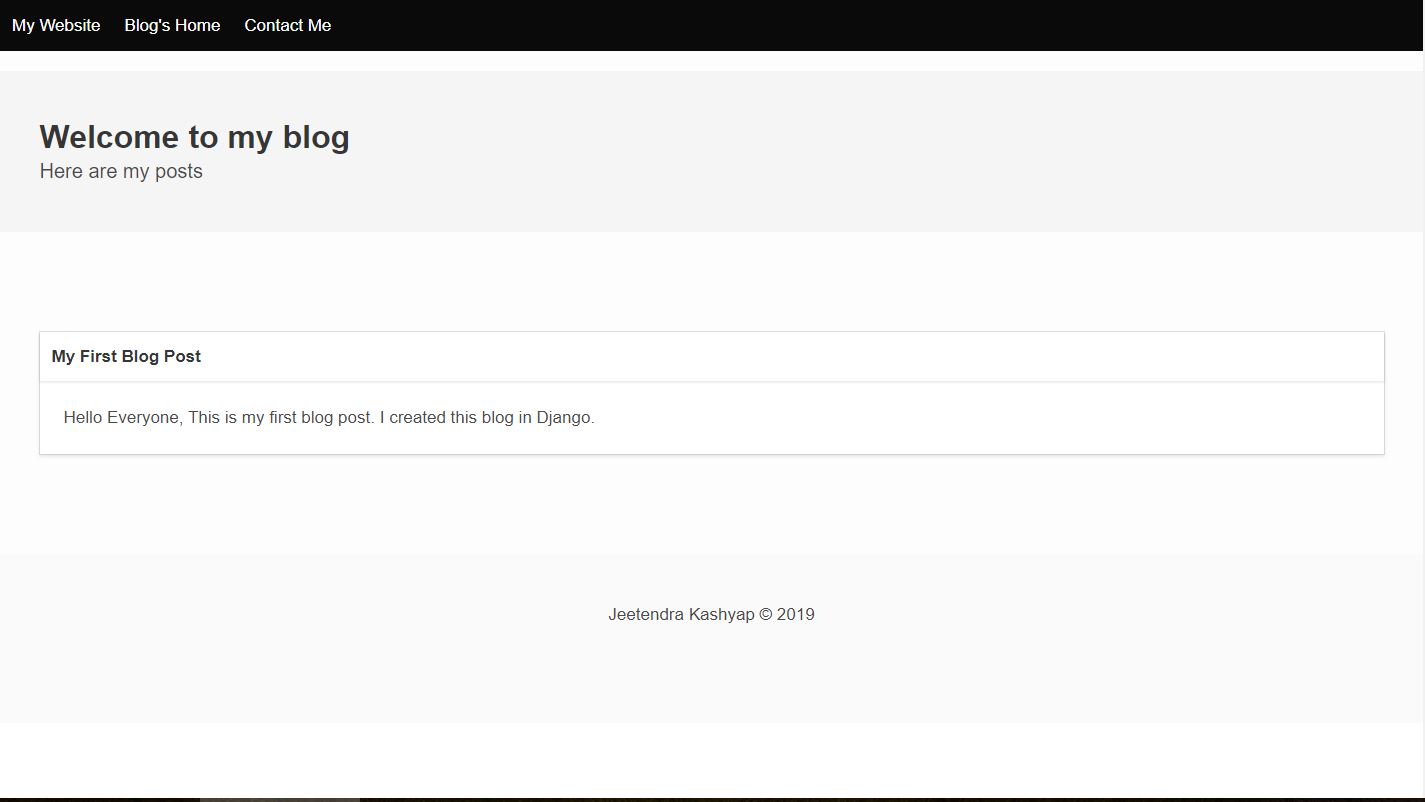 My Website Blog's Home Contact Me
Welcome to my blog
Here are my posts
My First Blog Post
Hello Everyone, This is my first blog post. I created this blog in Django.
Jeetendra Kashyap © 2019